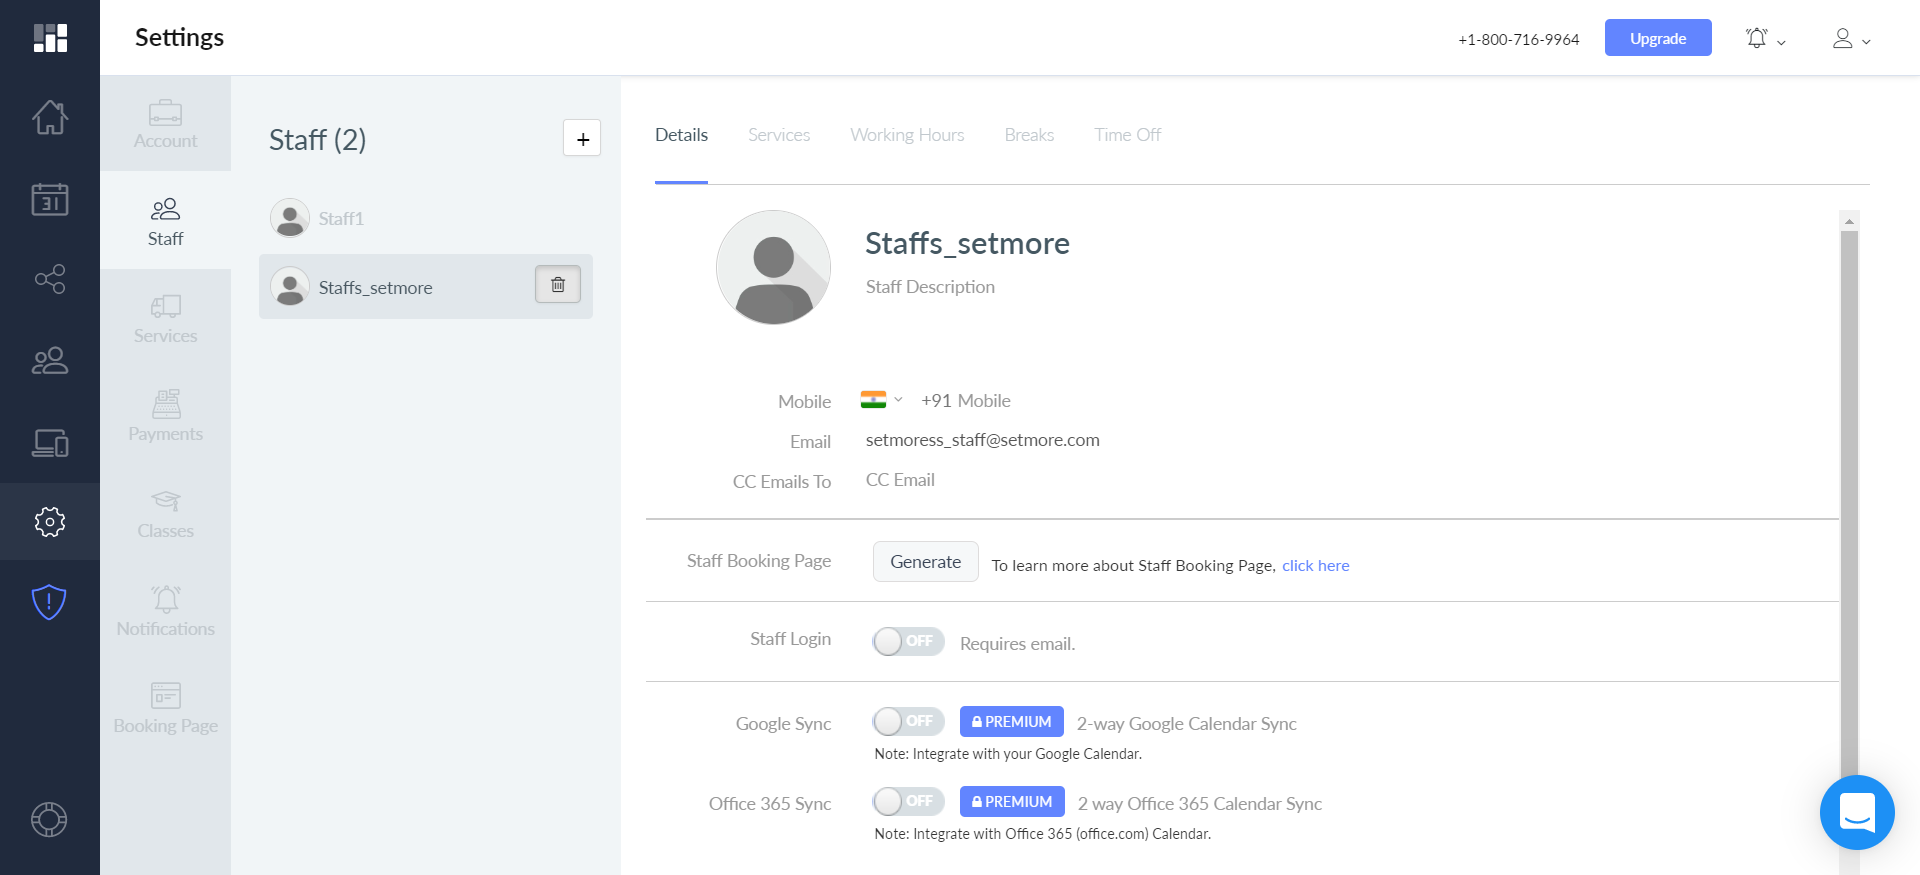 Settings
+1-800-716-9964
Upgrade
31
Account
Staff
Services
Payments
Classes
Notifications
Booking Page
Staff (2)
+
Staff1
Staffs_setmore
Details Services Working Hours Breaks Time Off
Staffs_setmore
Staff Description
Mobile +91 Mobile
Email setmoress_staff@setmore.com
CC Emails To CC Email
Staff Booking Page Generate To learn more about Staff Booking Page, click here
Staff Login OFF Requires email.
Google Sync OFF PREMIUM 2-way Google Calendar Sync
Note: Integrate with your Google Calendar.
Office 365 Sync OFF PREMIUM 2 way Office 365 Calendar Sync
Note: Integrate with Office 365 (office.com) Calendar.